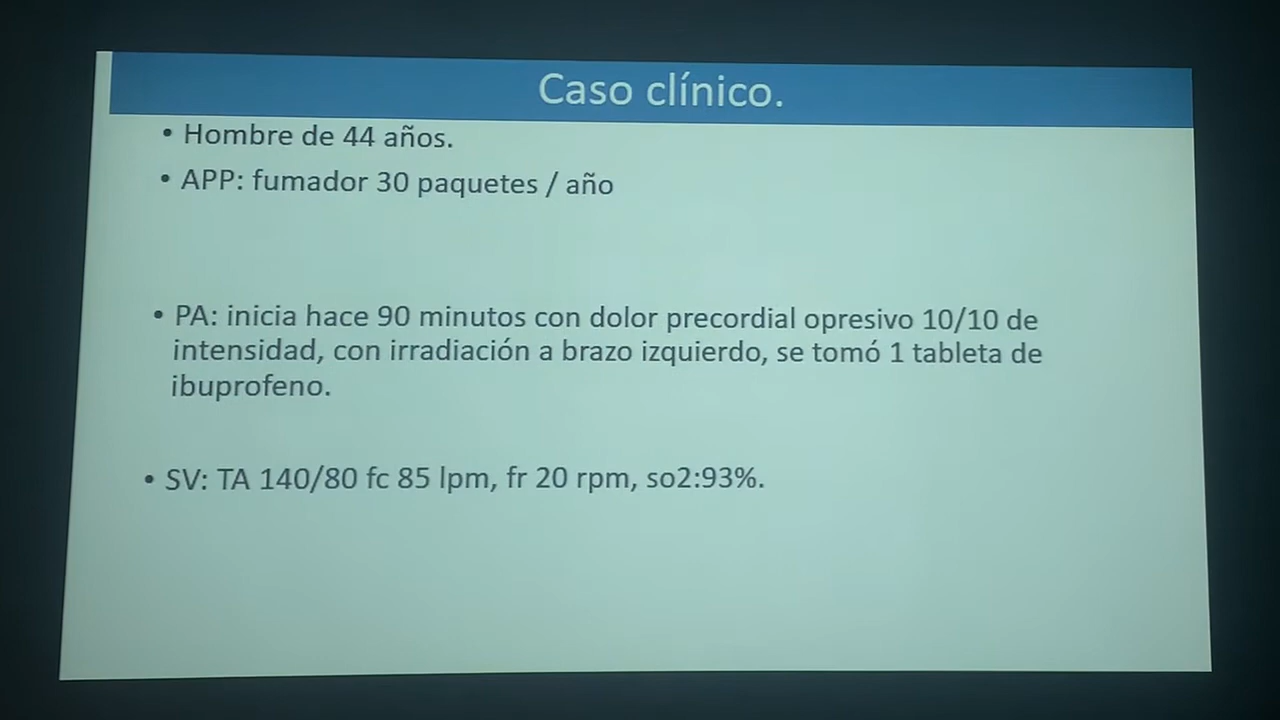 Caso clínico.
• Hombre de 44 años.
• APP: fumador 30 paquetes / año
• PA: inicia hace 90 minutos con dolor precordial opresivo 10/10 de
intensidad, con irradiación a brazo izquierdo, se tomó 1 tableta de
ibuprofeno.
• SV: TA 140/80 fc 85 lpm, fr 20 rpm, so2:93%.